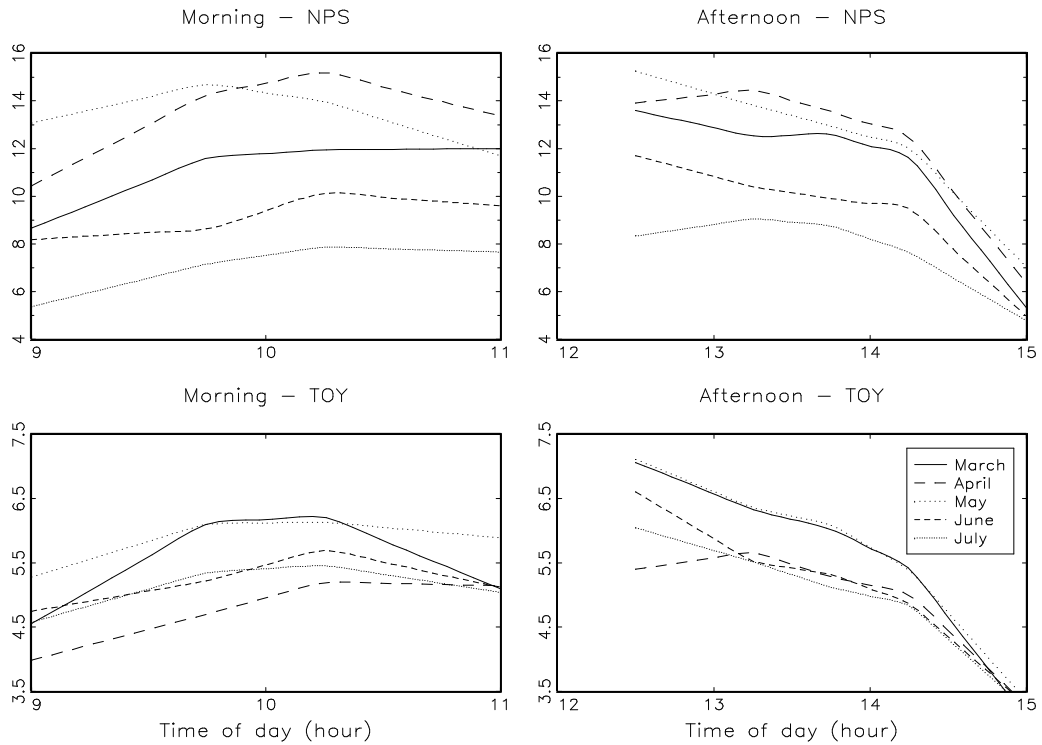 Morning – NPS
Afternoon – NPS
16
14
12
10
8
6
4
9 10 11
16
14
12
10
8
6
4
12 13 14 15
Morning – TOY
Afternoon – TOY
7.5
6.5
5.5
4.5
3.5
9 10 11
Time of day (hour)
7.5
6.5
5.5
4.5
3.5
12 13 14 15
Time of day (hour)
March
April
May
June
July